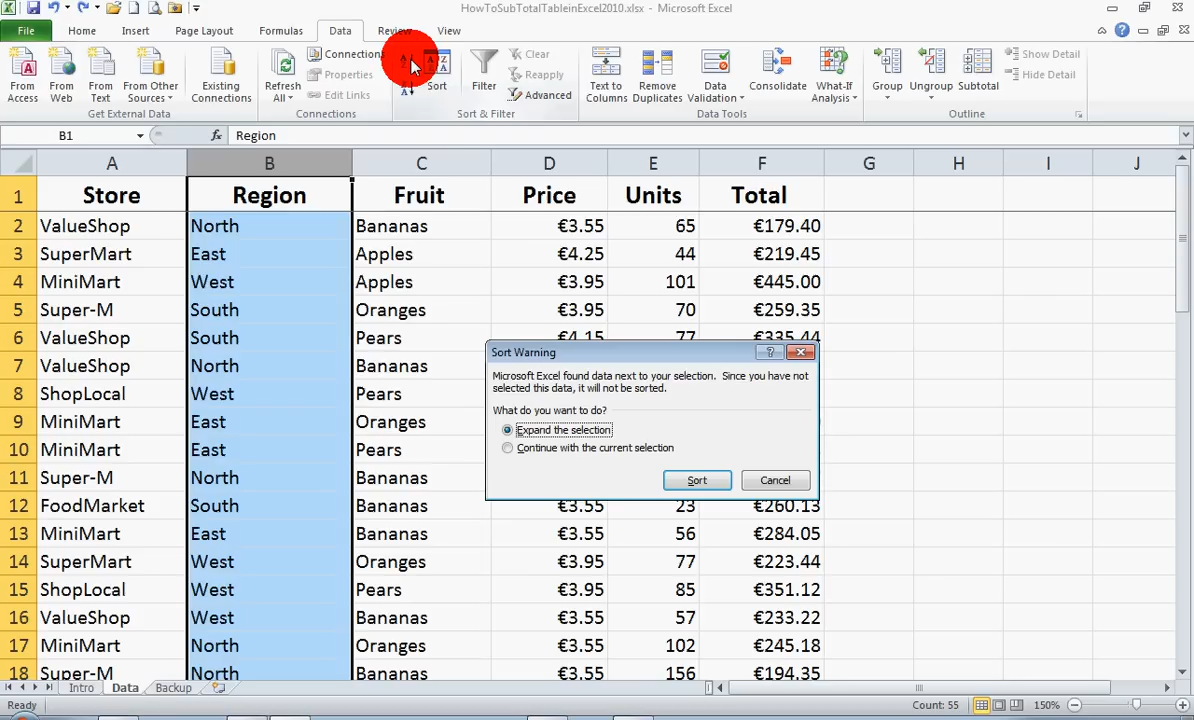 HowToSubTotalTableinExcel2010.xlsx - Microsoft Excel
File Home Insert Page Layout Formulas Data Review View
From Access
From Web
From Text
From Other Sources
Existing Connections
Get External Data
Refresh All
Connections
Properties
Edit Links
Connections
Sort
Filter
Clear
Reapply
Advanced
Sort & Filter
Text to Columns
Remove Duplicates
Data Validation
Consolidate
What-If Analysis
Data Tools
Group
Ungroup
Subtotal
Show Detail
Hide Detail
Outline
B1 fx Region
A B C D E F G H I J
1 Store Region Fruit Price Units Total
2 ValueShop North Bananas €3.55 65 €179.40
3 SuperMart East Apples €4.25 44 €219.45
4 MiniMart West Apples €3.95 101 €445.00
5 Super-M South Oranges €3.95 70 €259.35
6 ValueShop South Pears €4.15 77 €335.44
7 ValueShop North Bananas
8 ShopLocal West Pears
9 MiniMart East Oranges
10 MiniMart East Pears
11 Super-M North Bananas
12 FoodMarket South Bananas €3.55 23 €260.13
13 MiniMart East Bananas €3.55 56 €284.05
14 SuperMart West Oranges €3.95 77 €223.44
15 ShopLocal West Pears €3.95 85 €351.12
16 ValueShop West Bananas €3.55 57 €233.22
17 MiniMart North Oranges €3.55 102 €245.18
18 Super-M North Bananas €3.55 156 €194.35
Sort Warning
Microsoft Excel found data next to your selection. Since you have not
selected this data, it will not be sorted.
What do you want to do?
Expand the selection
Continue with the current selection
Sort Cancel
Intro Data Backup
Ready Count: 55 150%